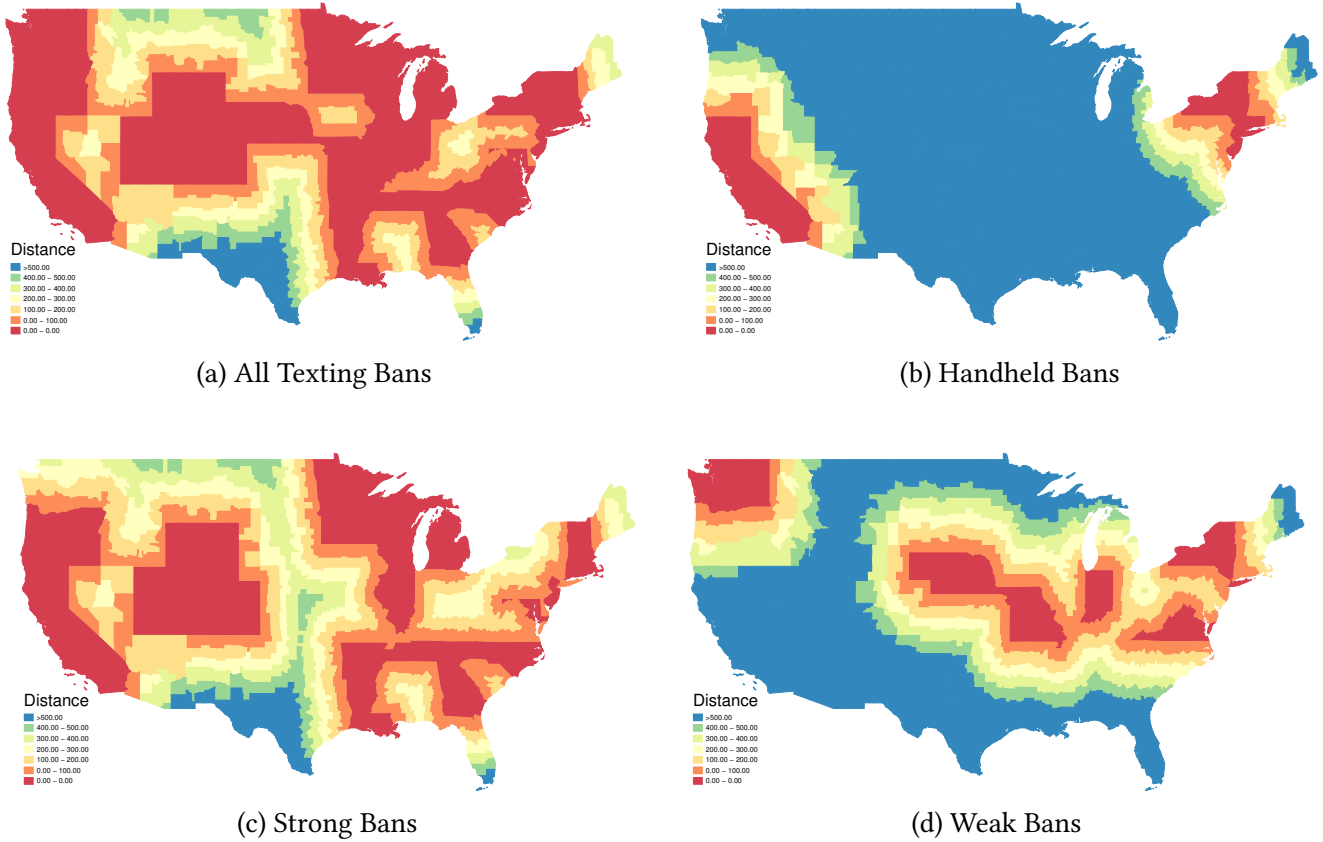 Distance
>500.00
400.00 – 500.00
300.00 – 400.00
200.00 – 300.00
100.00 – 200.00
0.00 – 100.00
0.00 – 0.00
(a) All Texting Bans
Distance
>500.00
400.00 – 500.00
300.00 – 400.00
200.00 – 300.00
100.00 – 200.00
0.00 – 100.00
0.00 – 0.00
(b) Handheld Bans
Distance
>500.00
400.00 – 500.00
300.00 – 400.00
200.00 – 300.00
100.00 – 200.00
0.00 – 100.00
0.00 – 0.00
(c) Strong Bans
Distance
>500.00
400.00 – 500.00
300.00 – 400.00
200.00 – 300.00
100.00 – 200.00
0.00 – 100.00
0.00 – 0.00
(d) Weak Bans